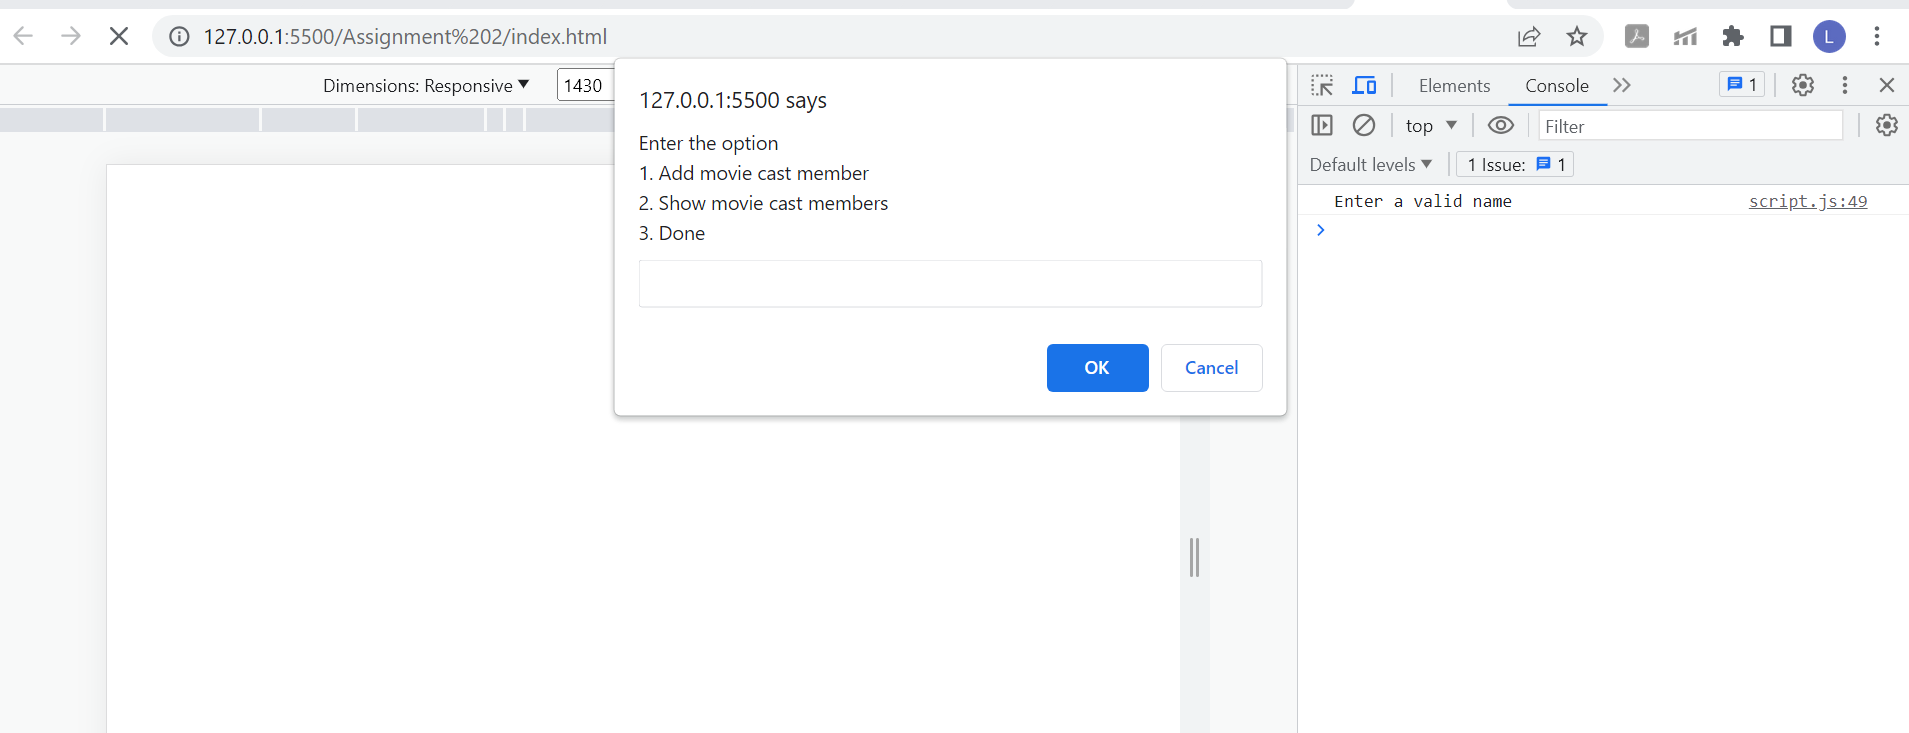 127.0.0.1:5500/Assignment%202/index.html
L
Dimensions: Responsive
1430
127.0.0.1:5500 says
Enter the option
1. Add movie cast member
2. Show movie cast members
3. Done
OK
Cancel
Elements
Console
1
top
Filter
Default levels
1 Issue:
1
Enter a valid name
script.js:49